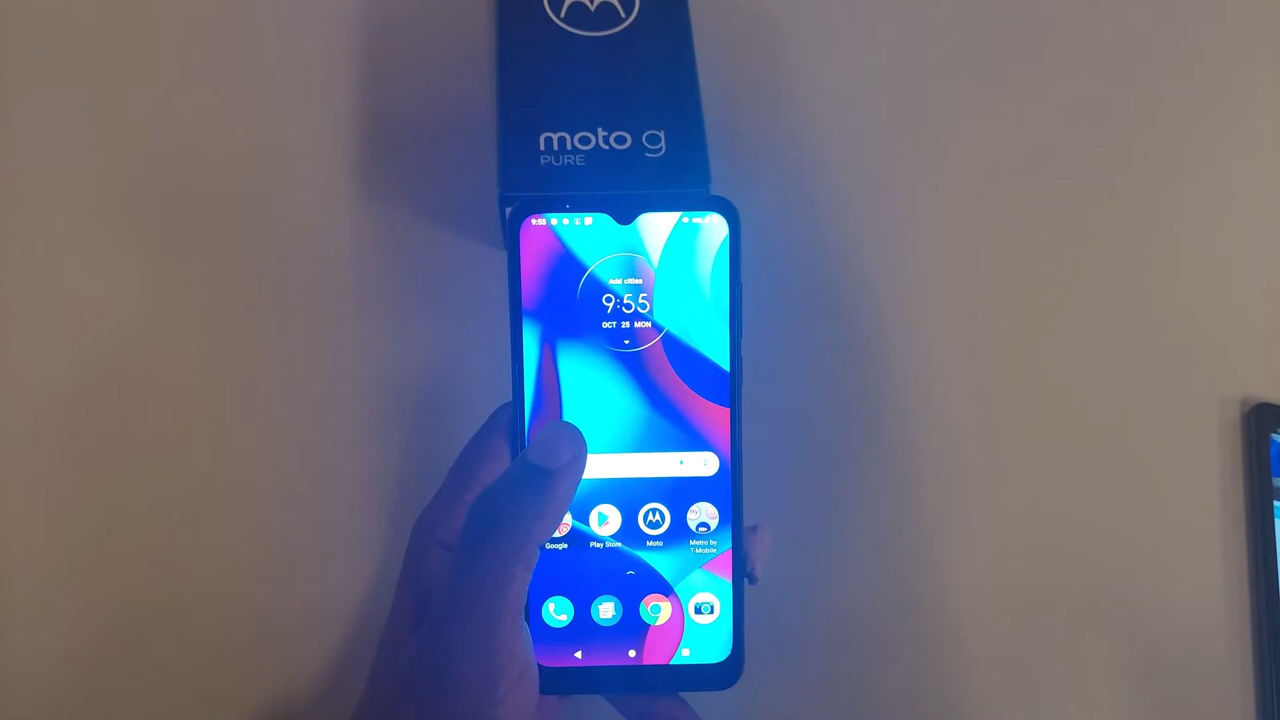 moto g
PURE
9:55
Add cities
9:55
OCT 25 MON
Google
Play Store
Moto
Metro by
T-Mobile